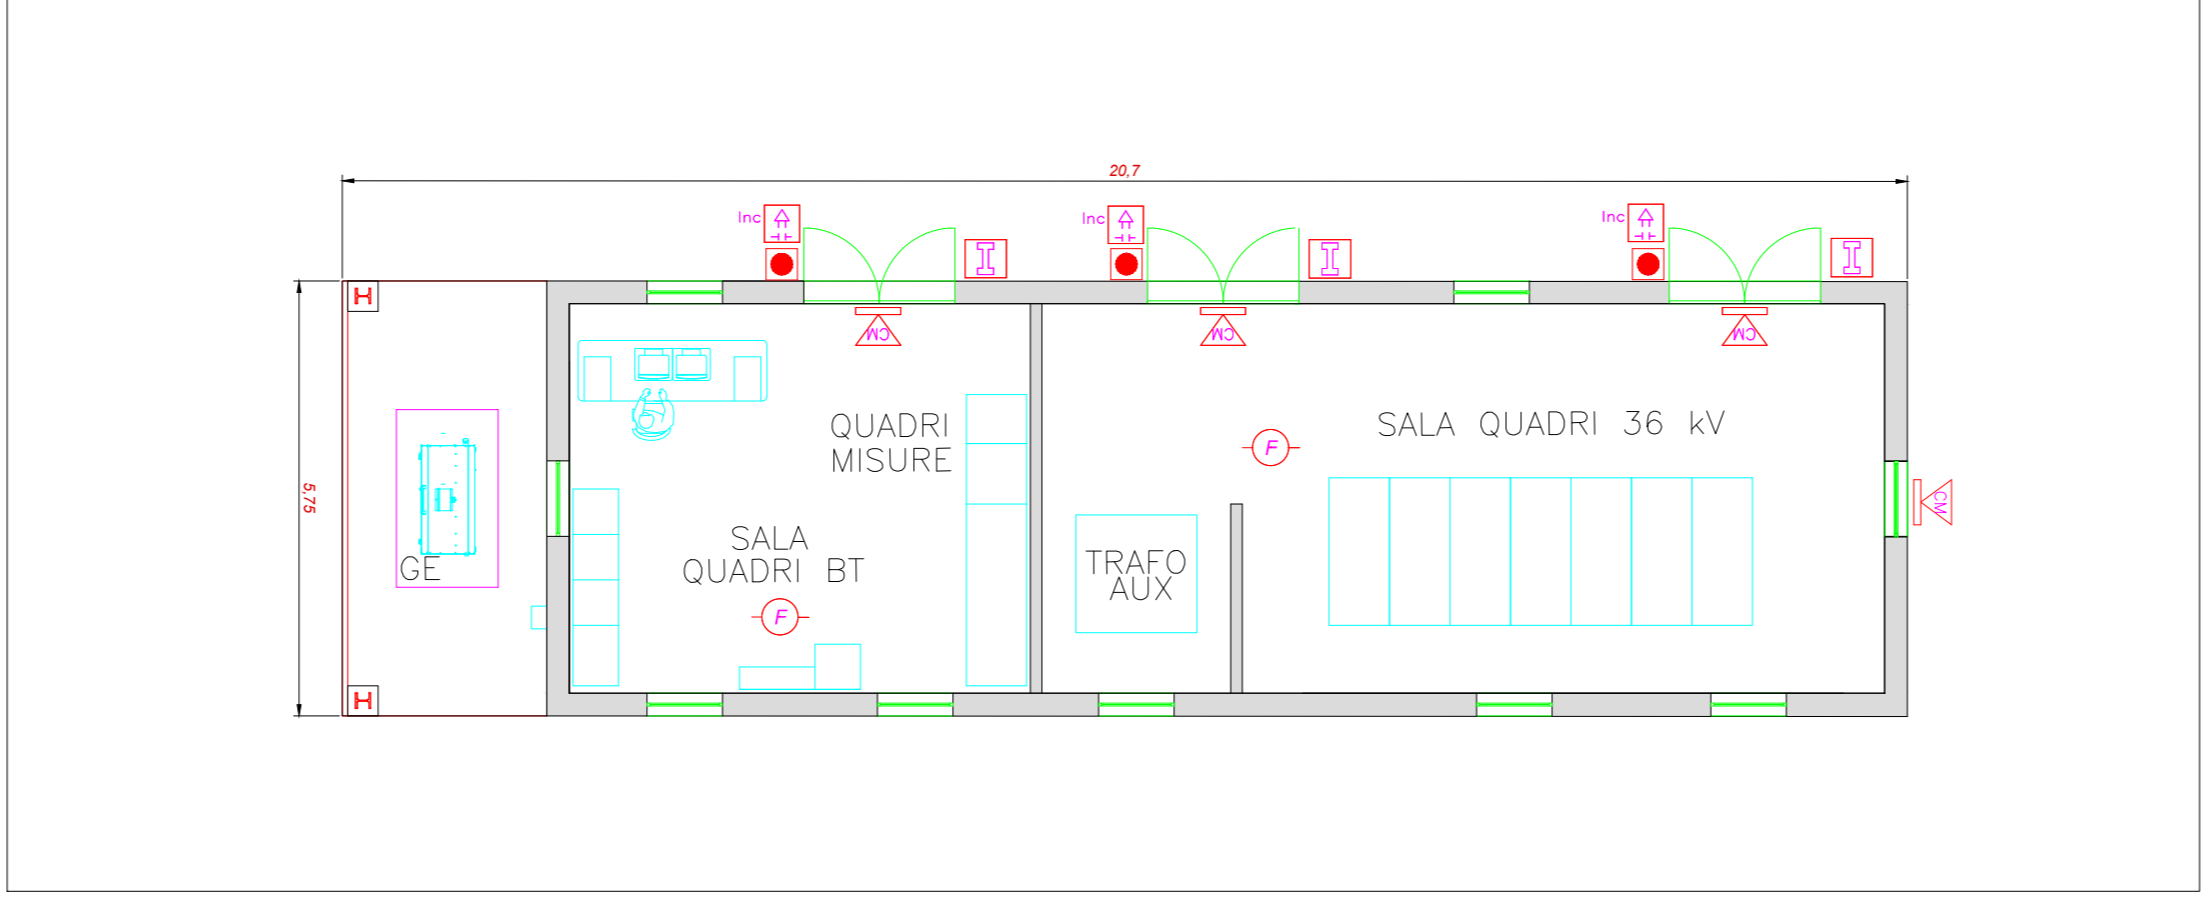 20,7
Inc
Inc
Inc
I
I
I
H
CM
CM
CM
QUADRI
MISURE
SALA QUADRI 36 kV
F
5,75
CM
SALA
QUADRI BT
TRAFO
AUX
GE
F
H